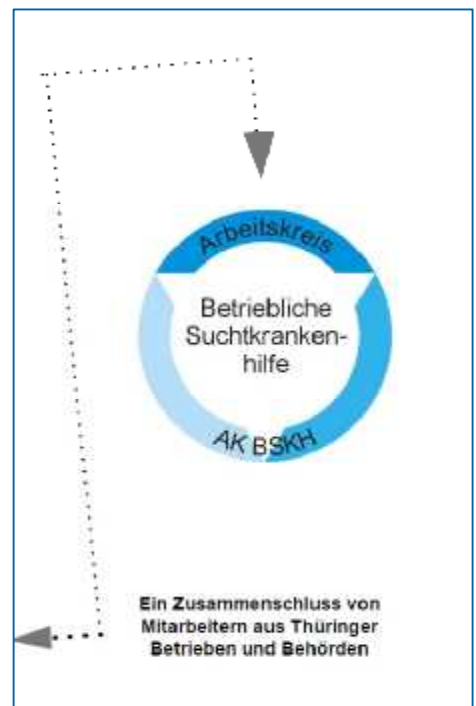 Arbeitskreis
Betriebliche
Suchtkranken-
hilfe
AK BSKH
Ein Zusammenschluss von
Mitarbeitern aus Thüringer
Betrieben und Behörden